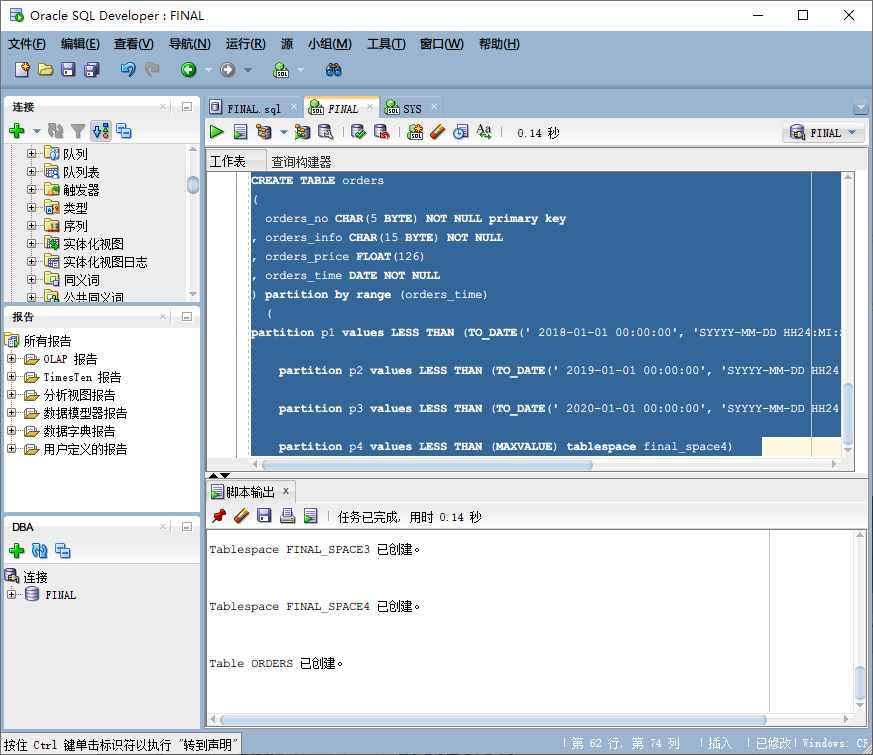 Oracle SQL Developer : FINAL
文件(F) 编辑(E) 查看(V) 导航(N) 运行(R) 源 小组(M) 工具(T) 窗口(W) 帮助(H)
连接
队列
队列表
触发器
类型
序列
实体化视图
实体化视图日志
同义词
公共同义词
报告
所有报告
OLAP 报告
TimesTen 报告
分析视图报告
数据模型器报告
数据字典报告
用户定义的报告
DBA
连接
FINAL
FINAL.sql FINAL SYS
0.14 秒 FINAL
工作表 查询构建器
CREATE TABLE orders
(
orders_no CHAR(5 BYTE) NOT NULL primary key
, orders_info CHAR(15 BYTE) NOT NULL
, orders_price FLOAT(126)
, orders_time DATE NOT NULL
) partition by range (orders_time)
(
partition p1 values LESS THAN (TO_DATE(' 2018-01-01 00:00:00', 'SYYYY-MM-DD HH24:MI:
partition p2 values LESS THAN (TO_DATE(' 2019-01-01 00:00:00', 'SYYYY-MM-DD HH24
partition p3 values LESS THAN (TO_DATE(' 2020-01-01 00:00:00', 'SYYYY-MM-DD HH24
partition p4 values LESS THAN (MAXVALUE) tablespace final_space4)
脚本输出
任务已完成, 用时 0.14 秒
Tablespace FINAL_SPACE3 已创建。
Tablespace FINAL_SPACE4 已创建。
Table ORDERS 已创建。
按住 Ctrl 键单击标识符以执行 "转到声明" 第 62 行, 第 74 列 插入 已修改 Windows: CF